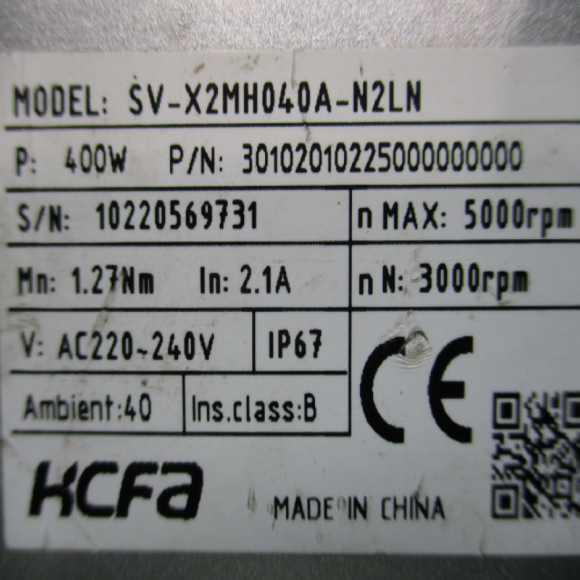 MODEL: SV-X2MH040A-N2LN
P: 400W P/N: 30102010225000000000
S/N: 10220569731 n MAX: 5000rpm
Mn: 1.27Nm In: 2.1A n N: 3000rpm
V: AC220~240V IP67
CE
Ambient:40 Ins.class:B
HCFa
MADE IN CHINA